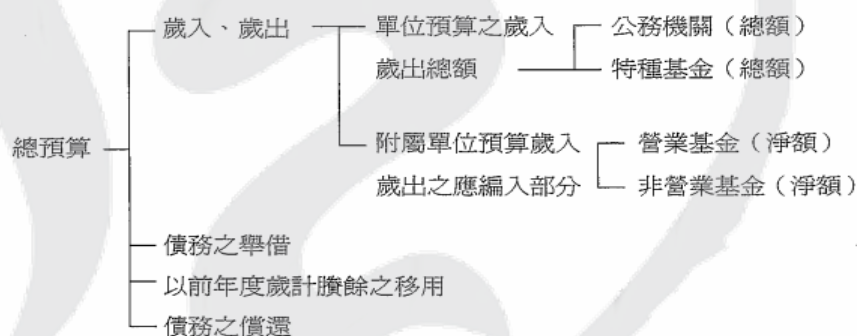 歲入、歲出 單位預算之歲入 公務機關（總額）
歲出總額 特種基金（總額）
總預算 附屬單位預算歲入 營業基金（淨額）
歲出之應編入部分 非營業基金（淨額）
債務之舉借
以前年度歲計賸餘之移用
債務之償還